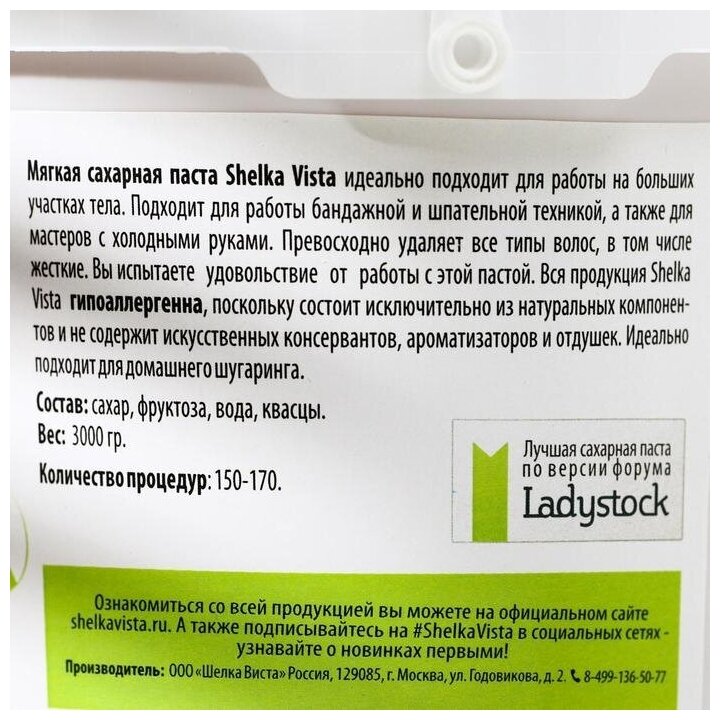 Мягкая сахарная паста Shelka Vista идеально подходит для работы на больших
участках тела. Подходит для работы бандажной и шпательной техникой, а также для
мастеров с холодными руками. Превосходно удаляет все типы волос, в том числе
жесткие. Вы испытаете удовольствие от работы с этой пастой. Вся продукция Shelka
Vista гипоаллергенна, поскольку состоит исключительно из натуральных компонен-
тов и не содержит искусственных консервантов, ароматизаторов и отдушек. Идеально
подходит для домашнего шугаринга.
Состав: сахар, фруктоза, вода, квасцы.
Вес: 3000 гр.
Количество процедур: 150-170.
Лучшая сахарная паста
по версии форума
Ladystock
Ознакомиться со всей продукцией вы можете на официальном сайте
shelkavista.ru. А также подписывайтесь на #ShelkaVista в социальных сетях -
узнавайте о новинках первыми!
Производитель: ООО «Шелка Виста» Россия, 129085, г. Москва, ул. Годовикова, д. 2. 8-499-136-50-77